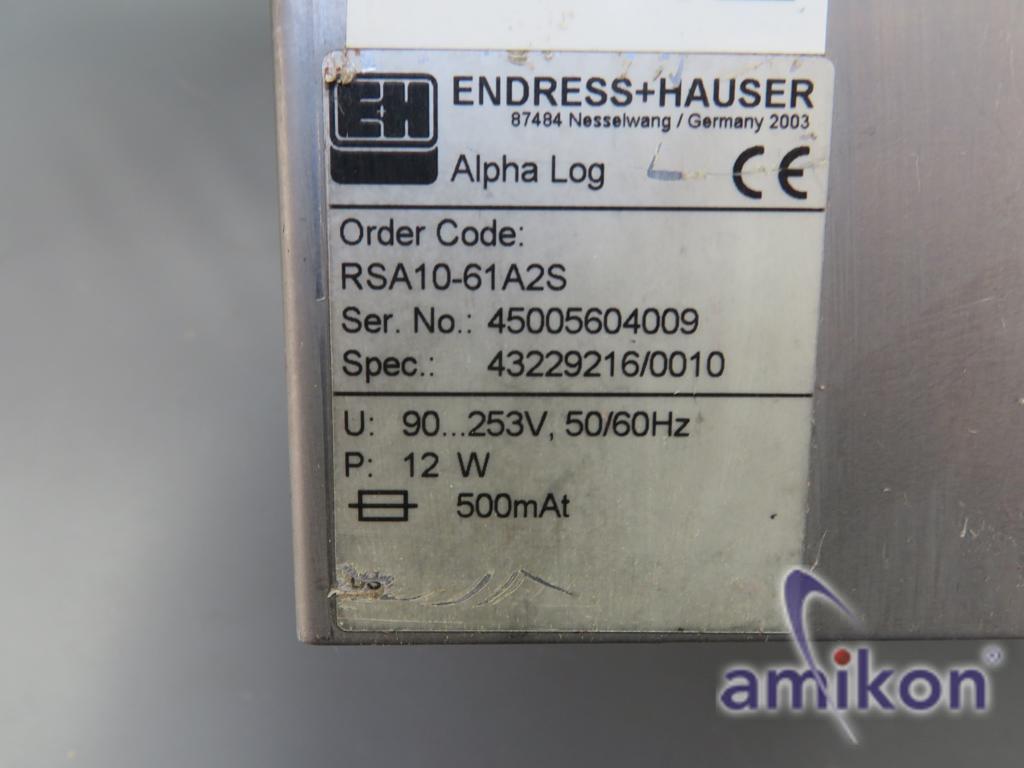 E+H
ENDRESS+HAUSER
87484 Nesselwang / Germany 2003
Alpha Log
CE
Order Code:
RSA10-61A2S
Ser. No.: 45005604009
Spec.: 43229216/0010
U: 90...253V, 50/60Hz
P: 12 W
500mAt
amikon®